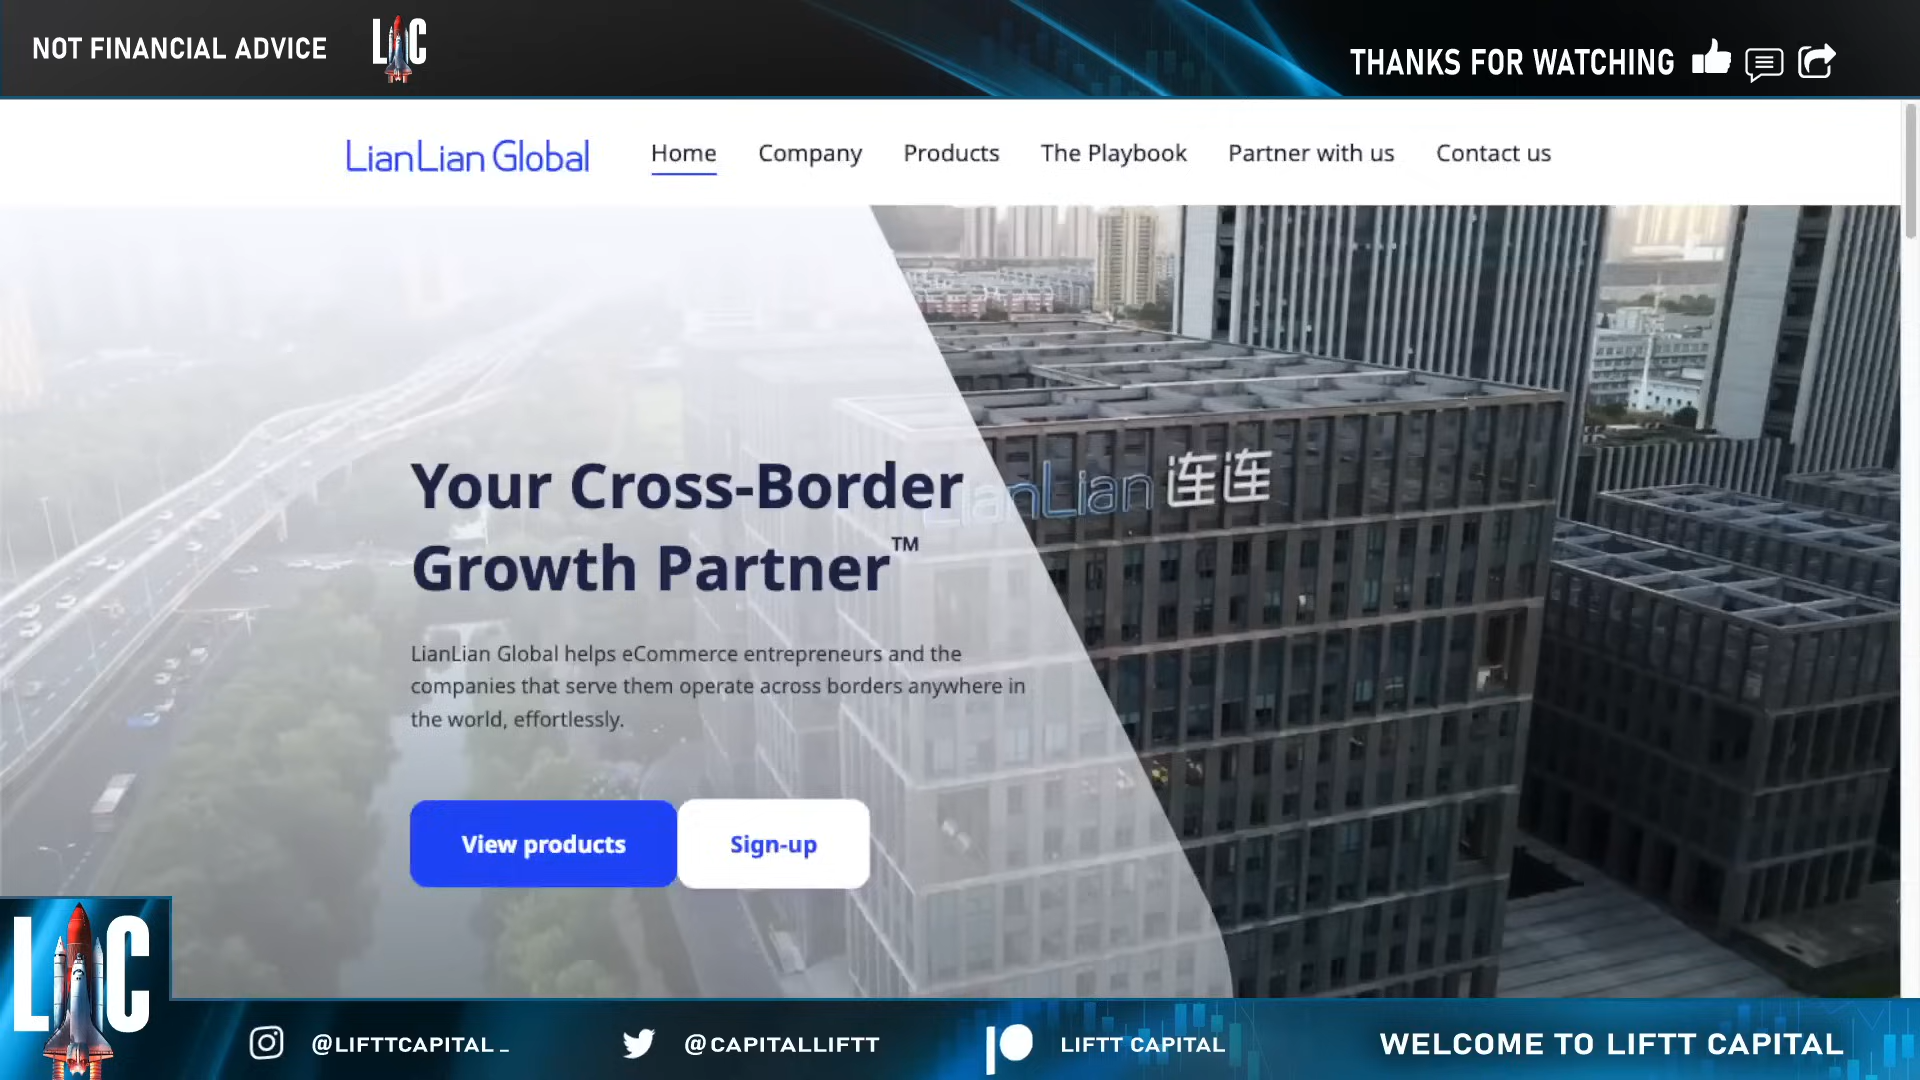 NOT FINANCIAL ADVICE
LC
THANKS FOR WATCHING
LianLian Global
Home
Company
Products
The Playbook
Partner with us
Contact us
LianLian 连连
Your Cross-Border
Growth Partner™
LianLian Global helps eCommerce entrepreneurs and the
companies that serve them operate across borders anywhere in
the world, effortlessly.
View products
Sign-up
LC
@LIFTTCAPITAL_
@CAPITALLIFTT
LIFTT CAPITAL
WELCOME TO LIFTT CAPITAL